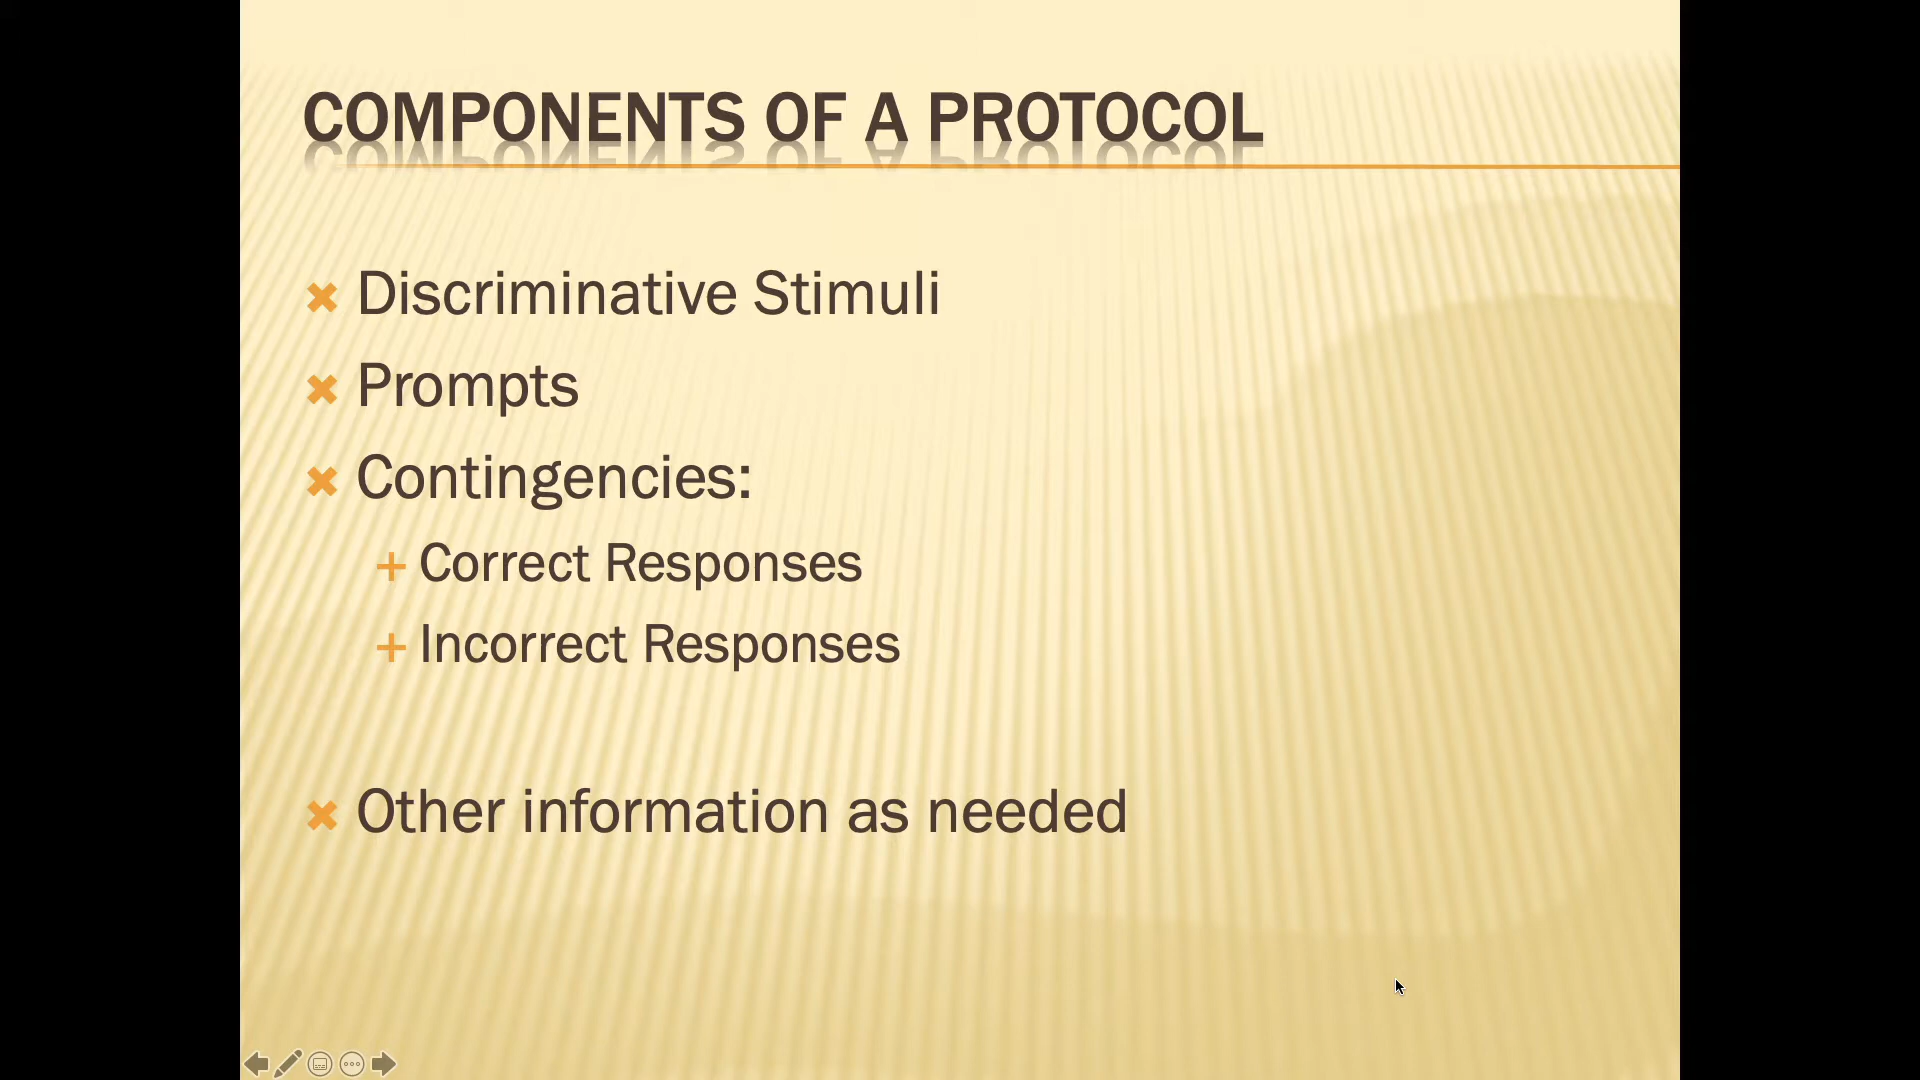 COMPONENTS OF A PROTOCOL
Discriminative Stimuli
Prompts
Contingencies:
Correct Responses
Incorrect Responses
Other information as needed